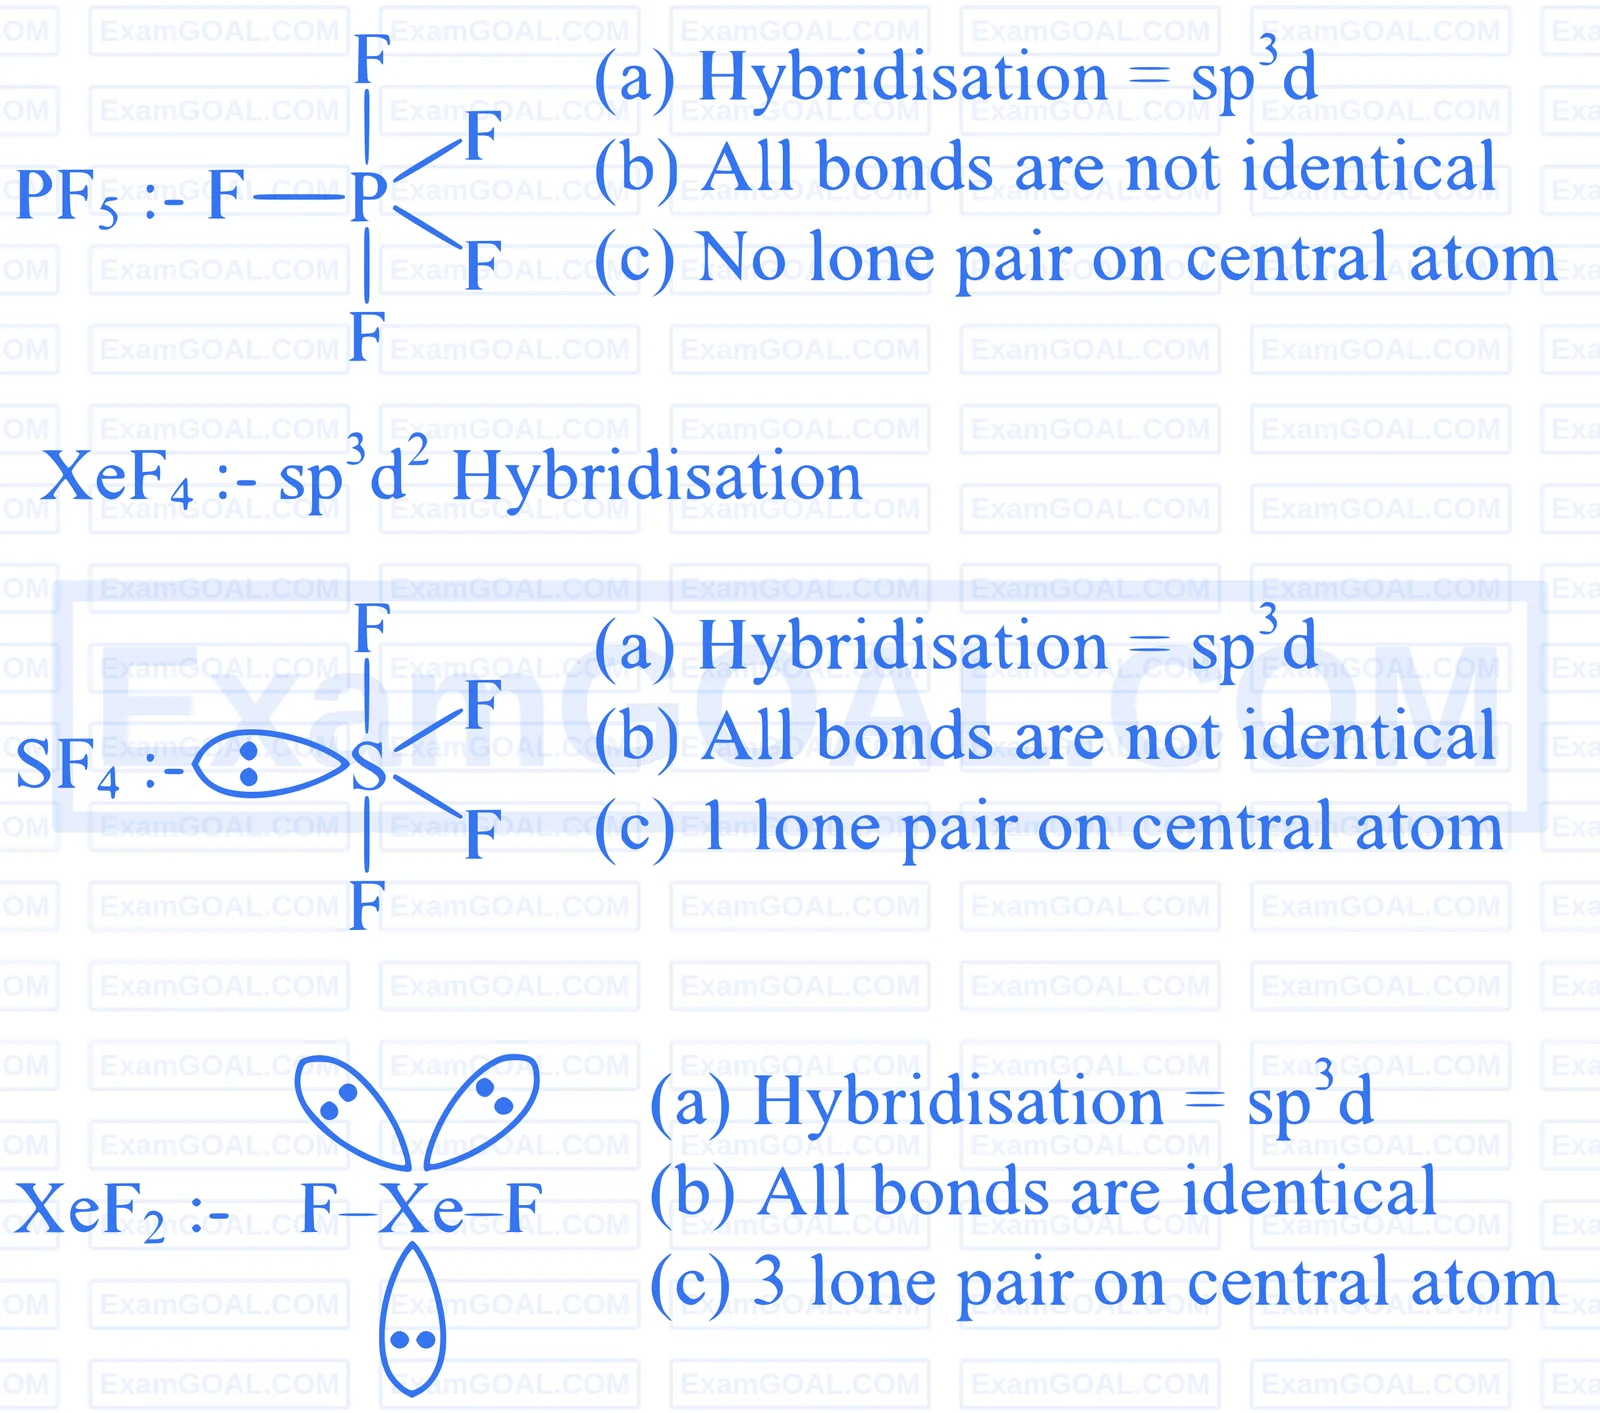 F
(a) Hybridisation = sp³d
F
(b) All bonds are not identical
PF₅ :- F—P
F
(c) No lone pair on central atom
F
XeF₄ :- sp³d² Hybridisation
F
(a) Hybridisation = sp³d
F
(b) All bonds are not identical
SF₄ :- S
F
(c) 1 lone pair on central atom
F
(a) Hybridisation = sp³d
XeF₂ :- F–Xe–F
(b) All bonds are identical
(c) 3 lone pair on central atom
ExamGOAL.COM